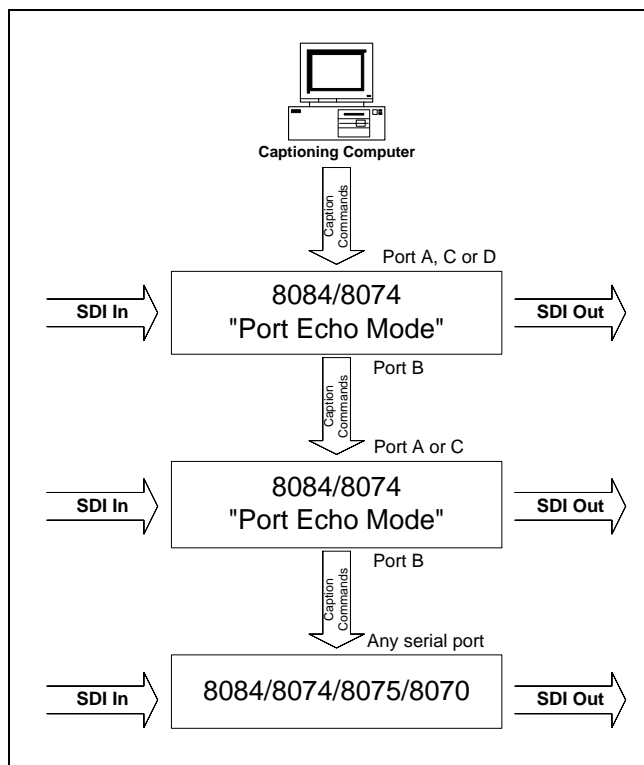 Captioning Computer
Caption
Commands
Port A, C or D
SDI In
8084/8074
"Port Echo Mode"
SDI Out
Port B
Caption
Commands
Port A or C
SDI In
8084/8074
"Port Echo Mode"
SDI Out
Port B
Caption
Commands
Any serial port
SDI In
8084/8074/8075/8070
SDI Out